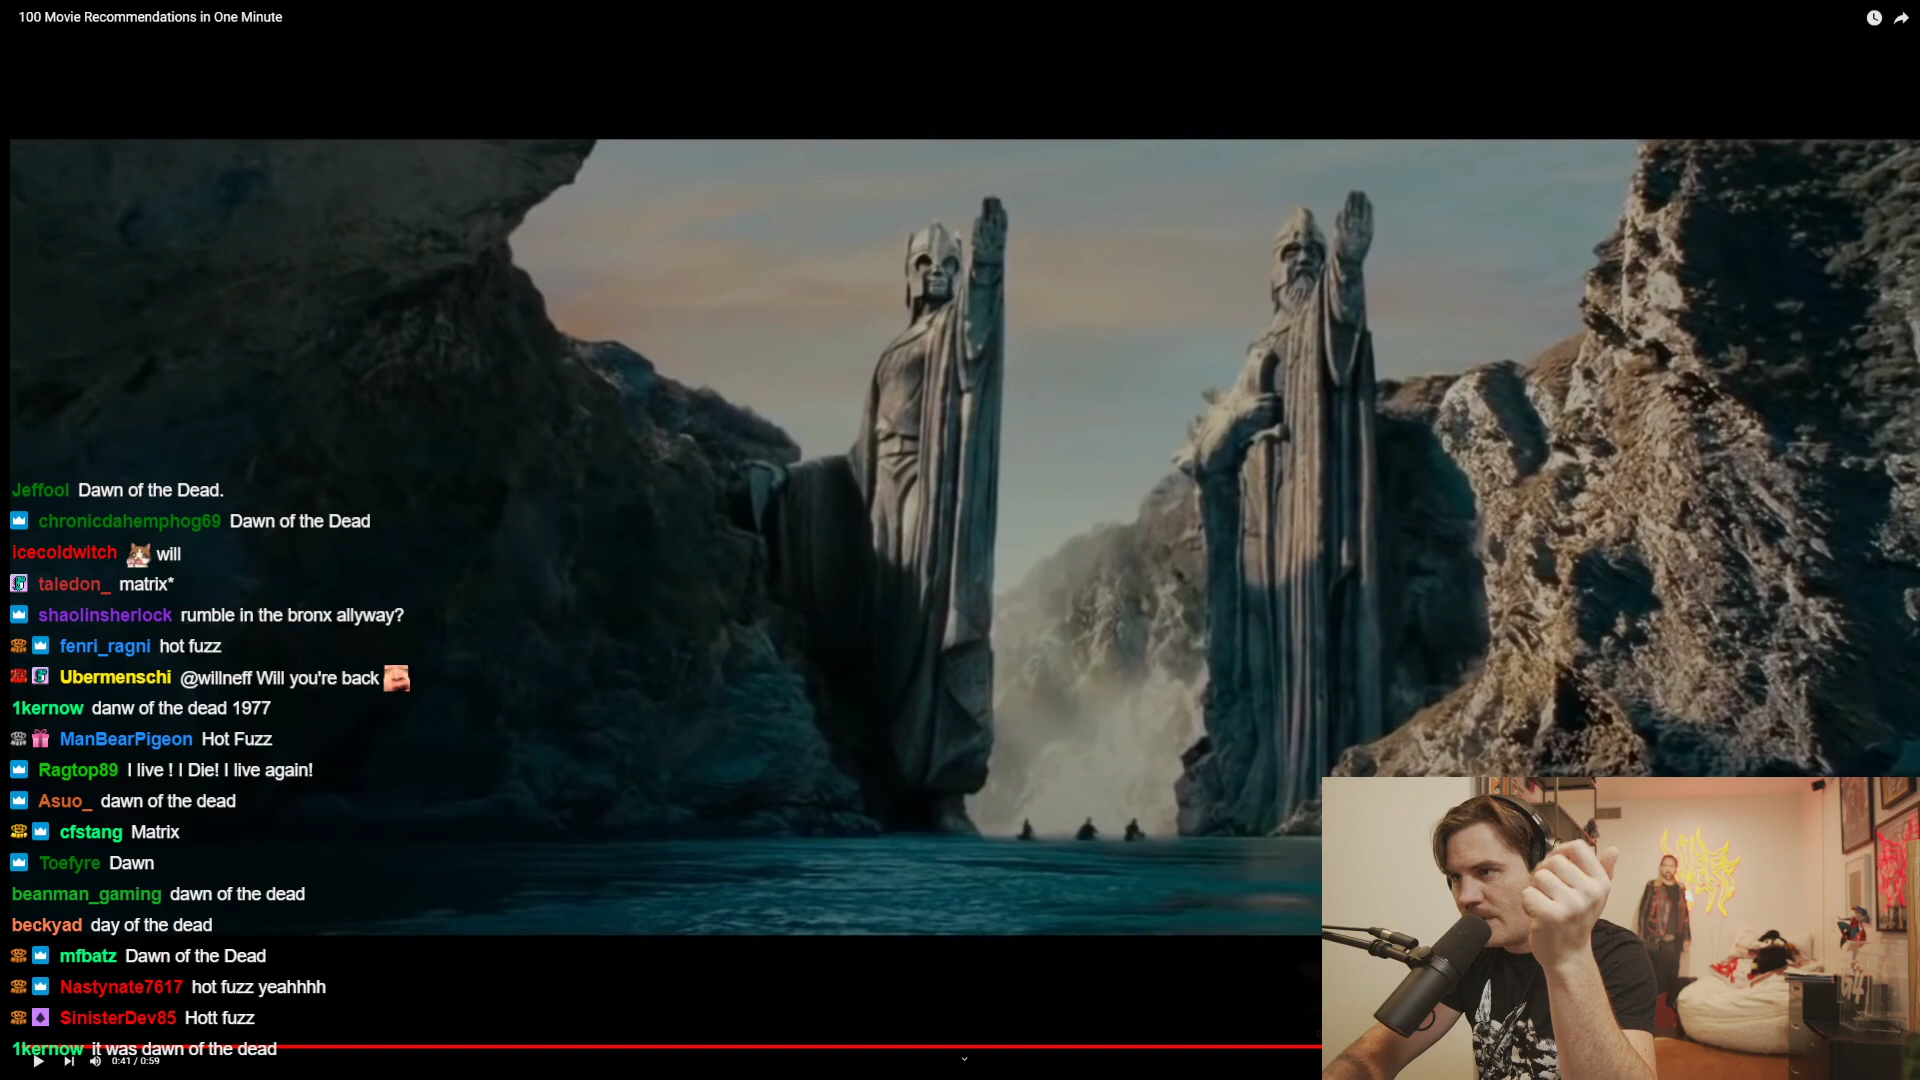 100 Movie Recommendations in One Minute
Jeffool Dawn of the Dead.
chronicdahemphog69 Dawn of the Dead
icecoldwitch will
taledon_ matrix*
shaolinsherlock rumble in the bronx allyway?
fenri_ragni hot fuzz
Ubermenschi @willneff Will you're back
1kernow danw of the dead 1977
ManBearPigeon Hot Fuzz
Ragtop89 I live ! I Die! I live again!
Asuo_ dawn of the dead
cfstang Matrix
Toefyre Dawn
beanman_gaming dawn of the dead
beckyad day of the dead
mfbatz Dawn of the Dead
Nastynate7617 hot fuzz yeahhhh
SinisterDev85 Hott fuzz
1kernow it was dawn of the dead
0:41 / 0:59